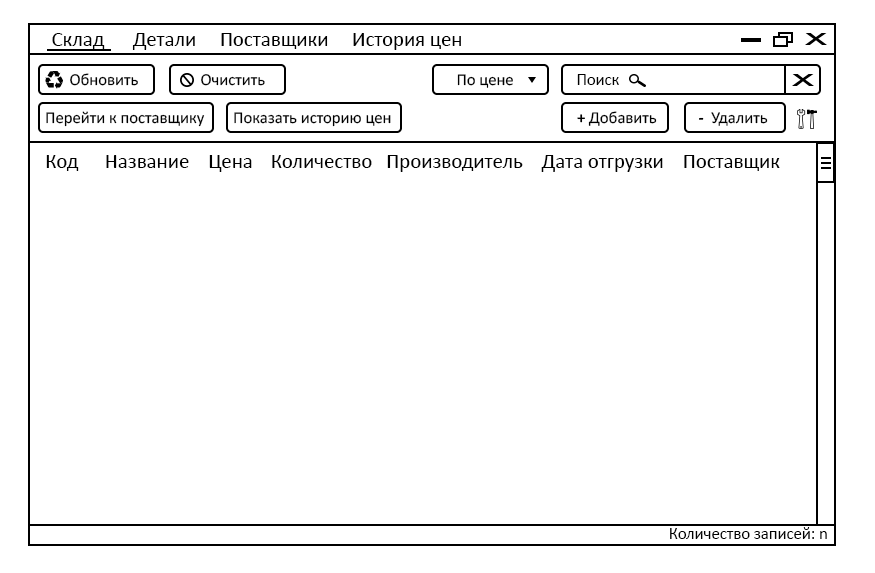 Склад Детали Поставщики История цен
Обновить Очистить По цене Поиск
Перейти к поставщику Показать историю цен + Добавить - Удалить
Код Название Цена Количество Производитель Дата отгрузки Поставщик
Количество записей: n